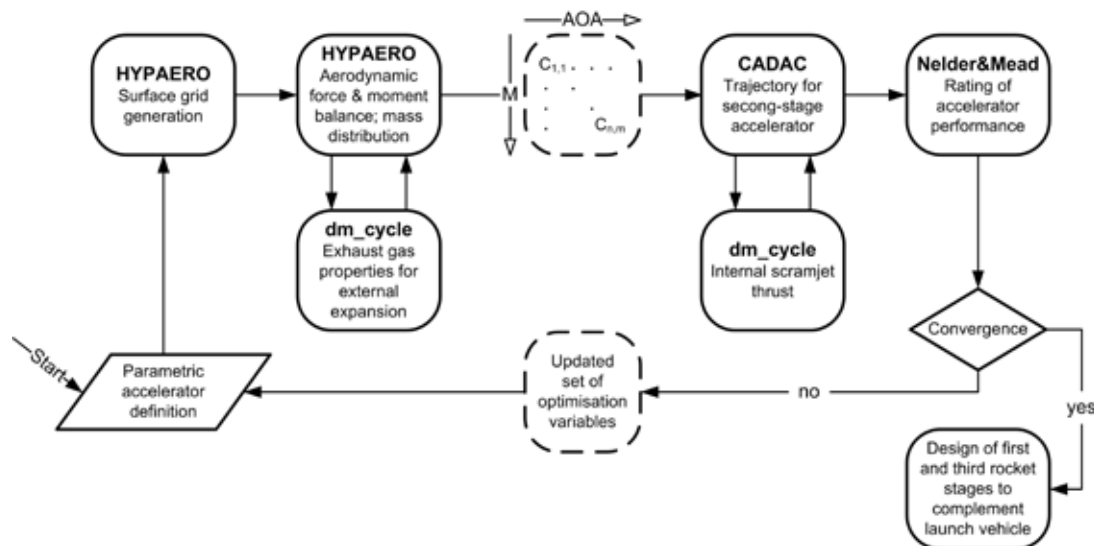 HYPAERO
Surface grid
generation
HYPAERO
Aerodynamic
force & moment
balance; mass
distribution
AOA
M
C1,1 . . .
. .
. .
. Cn,m
CADAC
Trajectory for
second-stage
accelerator
Nelder&Mead
Rating of
accelerator
performance
dm_cycle
Exhaust gas
properties for
external
expansion
dm_cycle
Internal scramjet
thrust
Convergence
Start
Parametric
accelerator
definition
Updated
set of
optimisation
variables
no
yes
Design of first
and third rocket
stages to
complement
launch vehicle